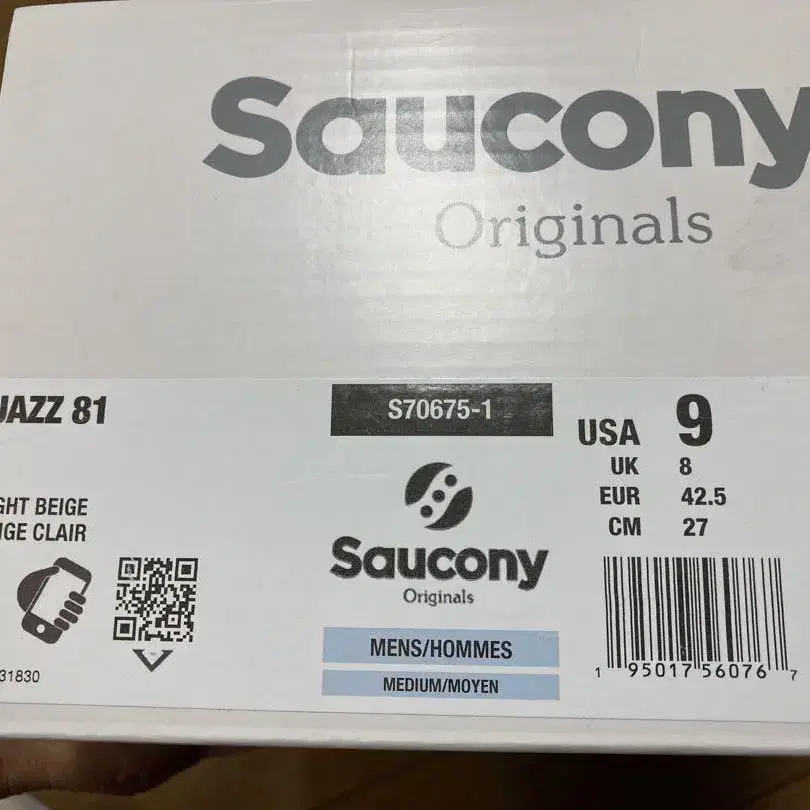 Saucony
Originals
JAZZ 81
S70675-1
USA 9
UK 8
EUR 42.5
CM 27
GHT BEIGE
IGE CLAIR
Saucony
Originals
MENS/HOMMES
MEDIUM/MOYEN
31830
1 95017 56076 7